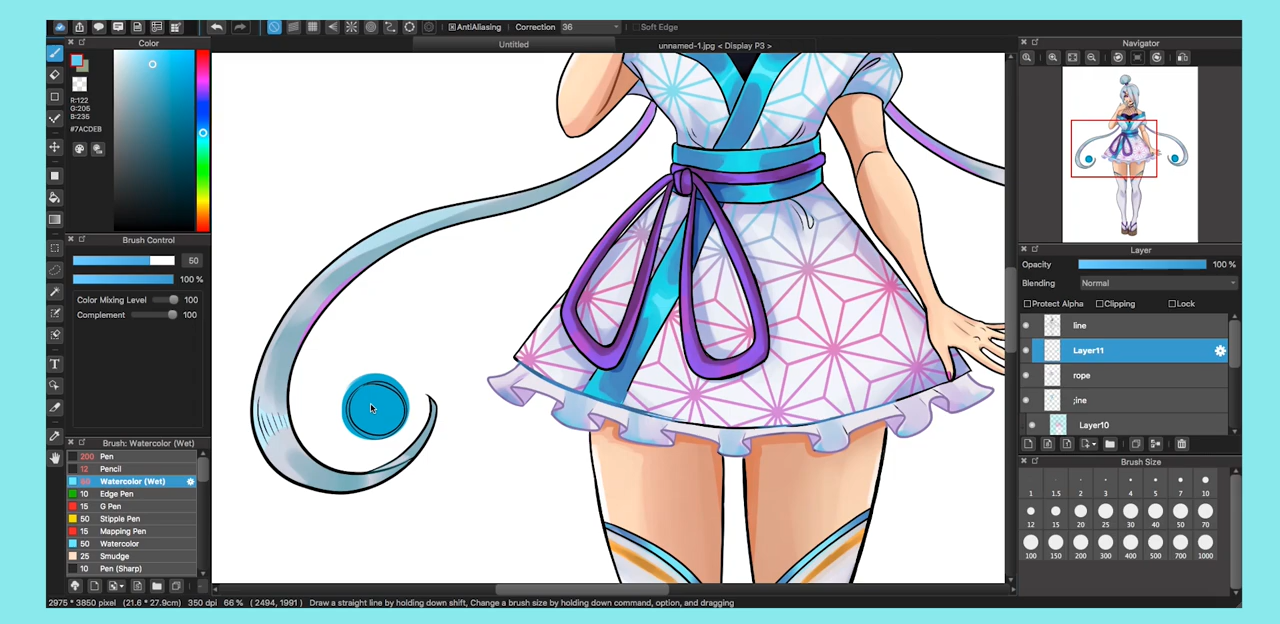 AntiAliasing Correction 36 Soft Edge
Color
Untitled
unnamed-1.jpg < Display P3 >
Navigator
R:122
G:205
B:235
#7ACDEB
Brush Control
50
100 %
Color Mixing Level 100
Complement 100
Layer
Opacity 100 %
Blending Normal
Protect Alpha Clipping Lock
line
Layer11
rope
;ine
Layer10
T
Brush: Watercolor (Wet)
200 Pen
12 Pencil
Watercolor (Wet)
10 Edge Pen
15 G Pen
50 Stipple Pen
15 Mapping Pen
50 Watercolor
25 Smudge
10 Pen (Sharp)
Brush Size
1 1.5 2 3 4 5 7 10
12 15 20 25 30 40 50 70
100 150 200 300 400 500 700 1000
2975 * 3850 pixel (21.6 * 27.9cm) 350 dpi 66 % ( 2494, 1991 ) Draw a straight line by holding down shift, Change a brush size by holding down command, option, and dragging